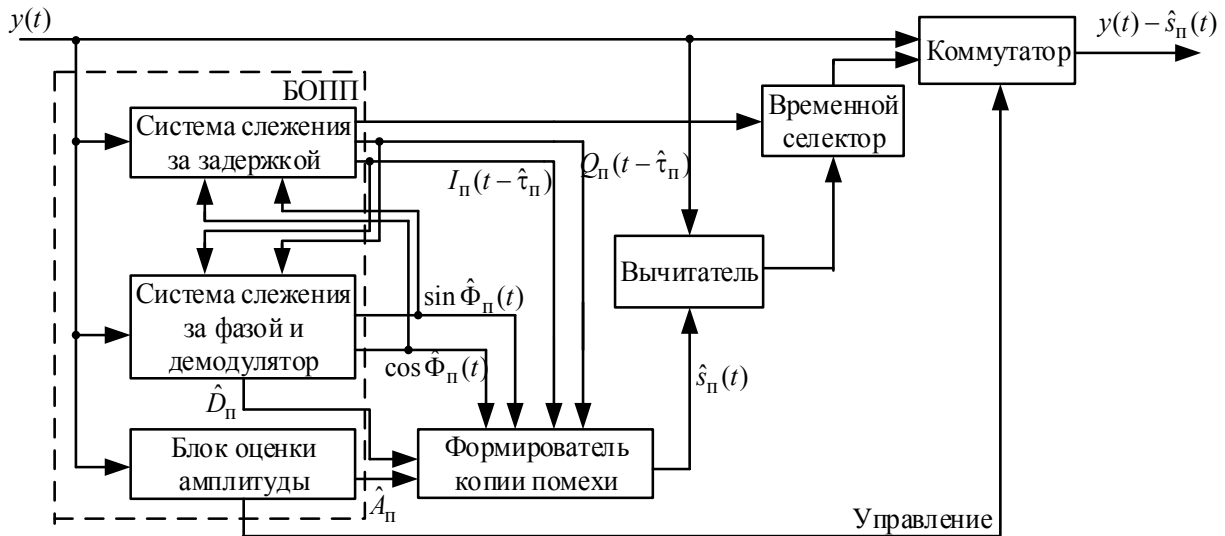 y(t)
y(t) − ŝп(t)
Коммутатор
БОПП
Временной
селектор
Система слежения
за задержкой
Iп(t − τ̂п)
Qп(t − τ̂п)
Вычитатель
Система слежения
за фазой и
демодулятор
sin Φ̂п(t)
cos Φ̂п(t)
ŝп(t)
D̂п
Блок оценки
амплитуды
Формирователь
копии помехи
Âп
Управление